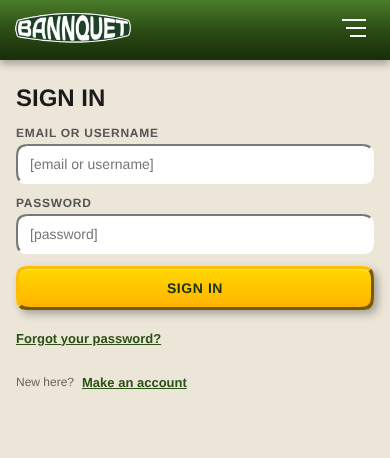 BANNQUET
SIGN IN
EMAIL OR USERNAME
[email or username]
PASSWORD
[password]
SIGN IN
Forgot your password?
New here? Make an account